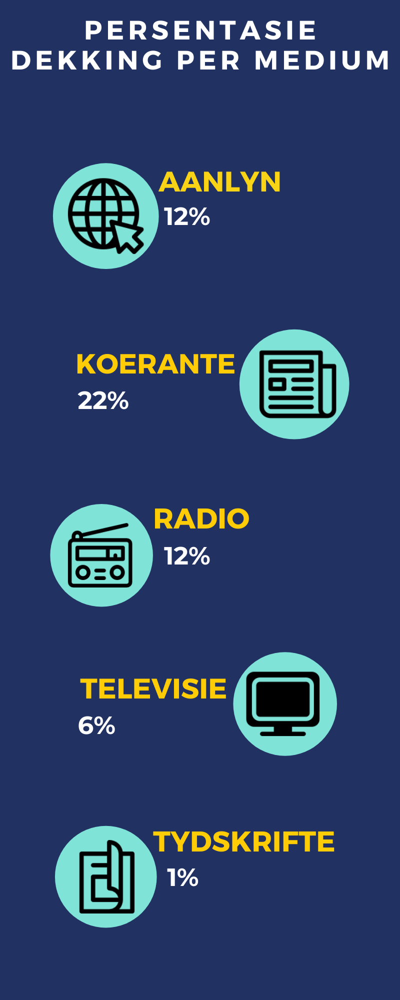 PERSENTASIE
DEKKING PER MEDIUM
AANLYN
12%
KOERANTE
22%
RADIO
12%
TELEVISIE
6%
TYDSKRIFTE
1%